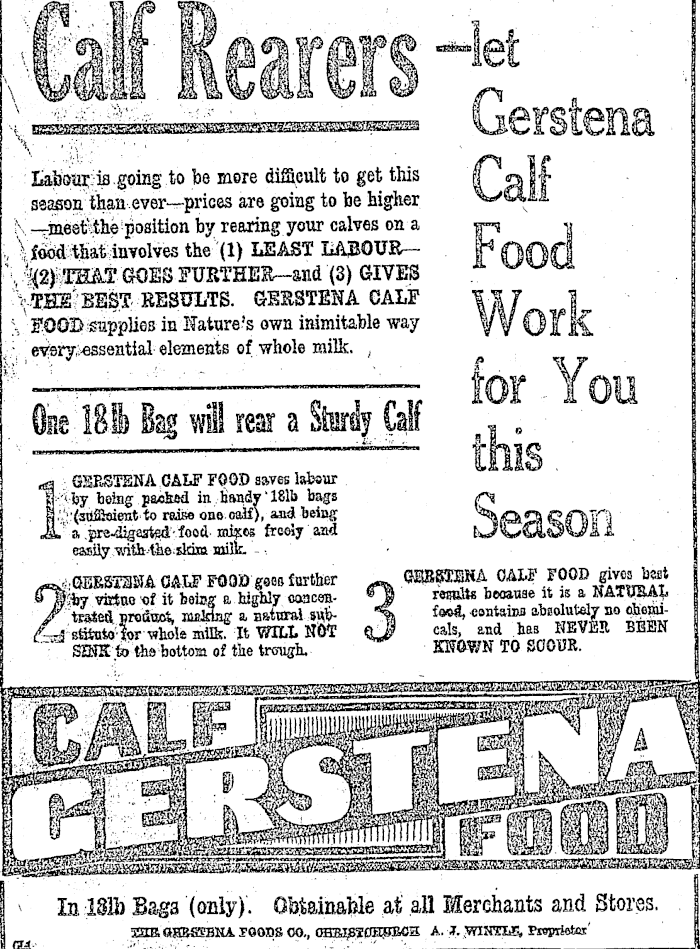 Calf Rearers
—let
Gerstena
Calf
Food
Work
for You
this
Season
Labour is going to be more difficult to get this
season than ever—prices are going to be higher
—meet the position by rearing your calves on a
food that involves the (1) LEAST LABOUR—
(2) THAT GOES FURTHER—and (3) GIVES
THE BEST RESULTS. GERSTENA CALF
FOOD supplies in Nature's own inimitable way
every essential elements of whole milk.
One 18lb Bag will rear a Sturdy Calf
1 GERSTENA CALF FOOD saves labour
by being packed in handy 18lb bags
(sufficient to raise one calf), and being
a pre-digested food mixes freely and
easily with the skim milk.
2 GERSTENA CALF FOOD goes further
by virtue of it being a highly concen-
trated product, making a natural sub-
stitute for whole milk. It WILL NOT
SINK to the bottom of the trough.
3 GERSTENA CALF FOOD gives best
results because it is a NATURAL
food, contains absolutely no chemi-
cals, and has NEVER BEEN
KNOWN TO SCOUR.
CALF
GERSTENA
FOOD
In 18lb Bags (only). Obtainable at all Merchants and Stores.
THE GERSTENA FOODS CO., CHRISTCHURCH A. J. WINTLE, Proprietor